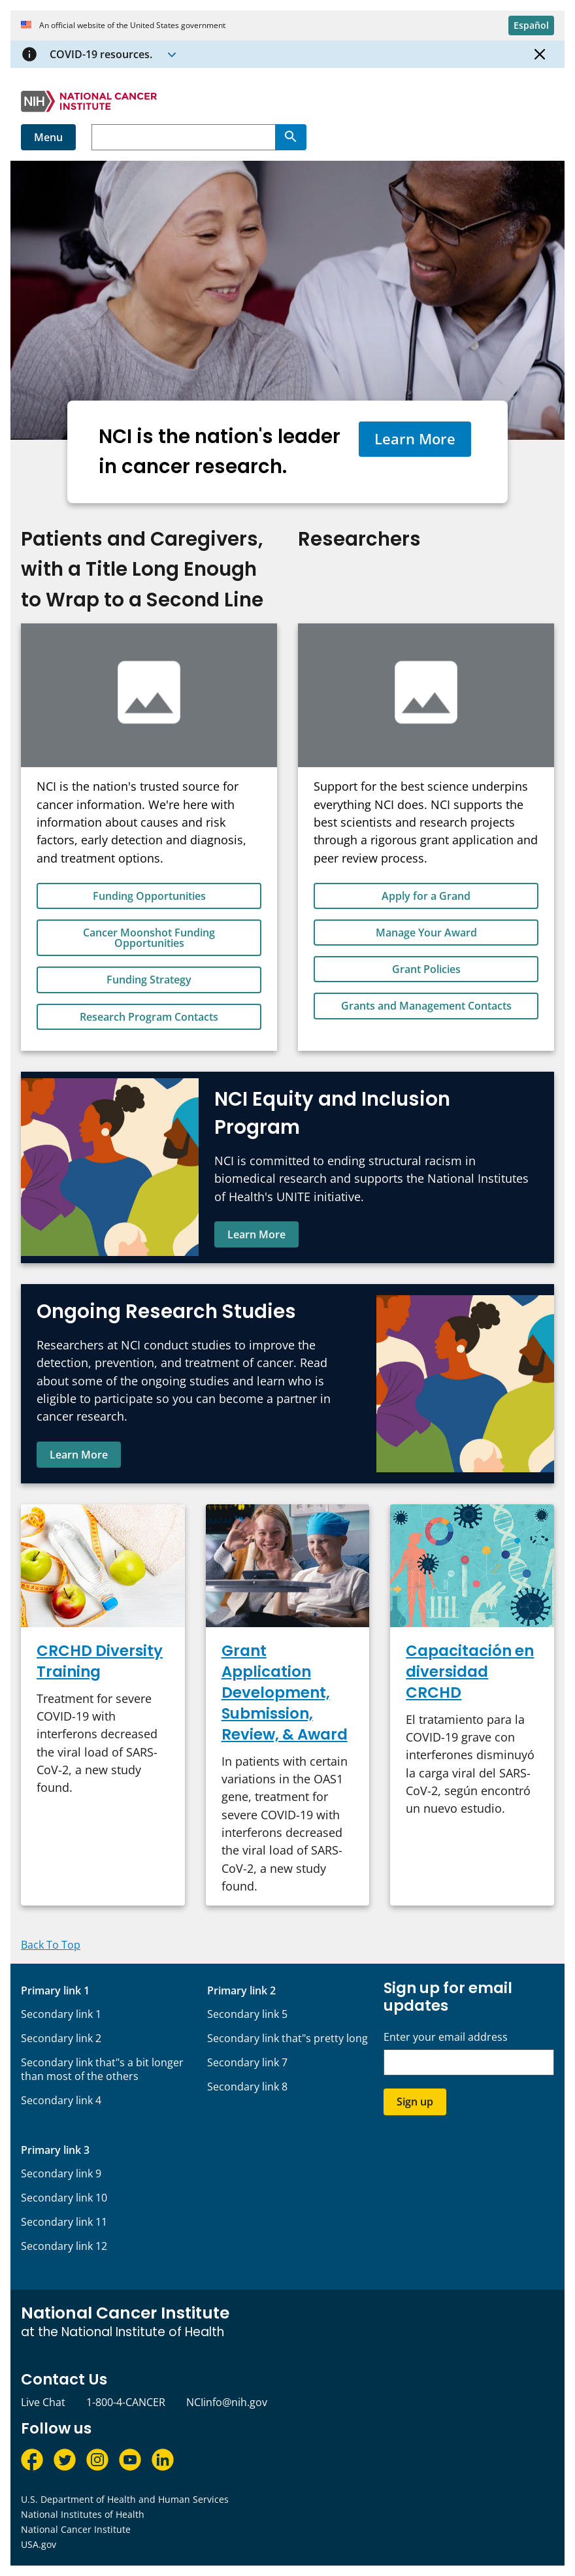 An official website of the United States government
Español
COVID-19 resources.
NIH NATIONAL CANCER
INSTITUTE
Menu
NCI is the nation's leader
in cancer research.
Learn More
Patients and Caregivers,
with a Title Long Enough
to Wrap to a Second Line
NCI is the nation's trusted source for
cancer information. We're here with
information about causes and risk
factors, early detection and diagnosis,
and treatment options.
Funding Opportunities
Cancer Moonshot Funding
Opportunities
Funding Strategy
Research Program Contacts
Researchers
Support for the best science underpins
everything NCI does. NCI supports the
best scientists and research projects
through a rigorous grant application and
peer review process.
Apply for a Grand
Manage Your Award
Grant Policies
Grants and Management Contacts
NCI Equity and Inclusion
Program
NCI is committed to ending structural racism in
biomedical research and supports the National Institutes
of Health's UNITE initiative.
Learn More
Ongoing Research Studies
Researchers at NCI conduct studies to improve the
detection, prevention, and treatment of cancer. Read
about some of the ongoing studies and learn who is
eligible to participate so you can become a partner in
cancer research.
Learn More
CRCHD Diversity
Training
Treatment for severe
COVID-19 with
interferons decreased
the viral load of SARS-
CoV-2, a new study
found.
Grant
Application
Development,
Submission,
Review, & Award
In patients with certain
variations in the OAS1
gene, treatment for
severe COVID-19 with
interferons decreased
the viral load of SARS-
CoV-2, a new study
found.
Capacitación en
diversidad
CRCHD
El tratamiento para la
COVID-19 grave con
interferones disminuyó
la carga viral del SARS-
CoV-2, según encontró
un nuevo estudio.
Back To Top
Primary link 1
Secondary link 1
Secondary link 2
Secondary link that"s a bit longer
than most of the others
Secondary link 4
Primary link 2
Secondary link 5
Secondary link that"s pretty long
Secondary link 7
Secondary link 8
Primary link 3
Secondary link 9
Secondary link 10
Secondary link 11
Secondary link 12
Sign up for email
updates
Enter your email address
Sign up
National Cancer Institute
at the National Institute of Health
Contact Us
Live Chat 1-800-4-CANCER NCIinfo@nih.gov
Follow us
U.S. Department of Health and Human Services
National Institutes of Health
National Cancer Institute
USA.gov